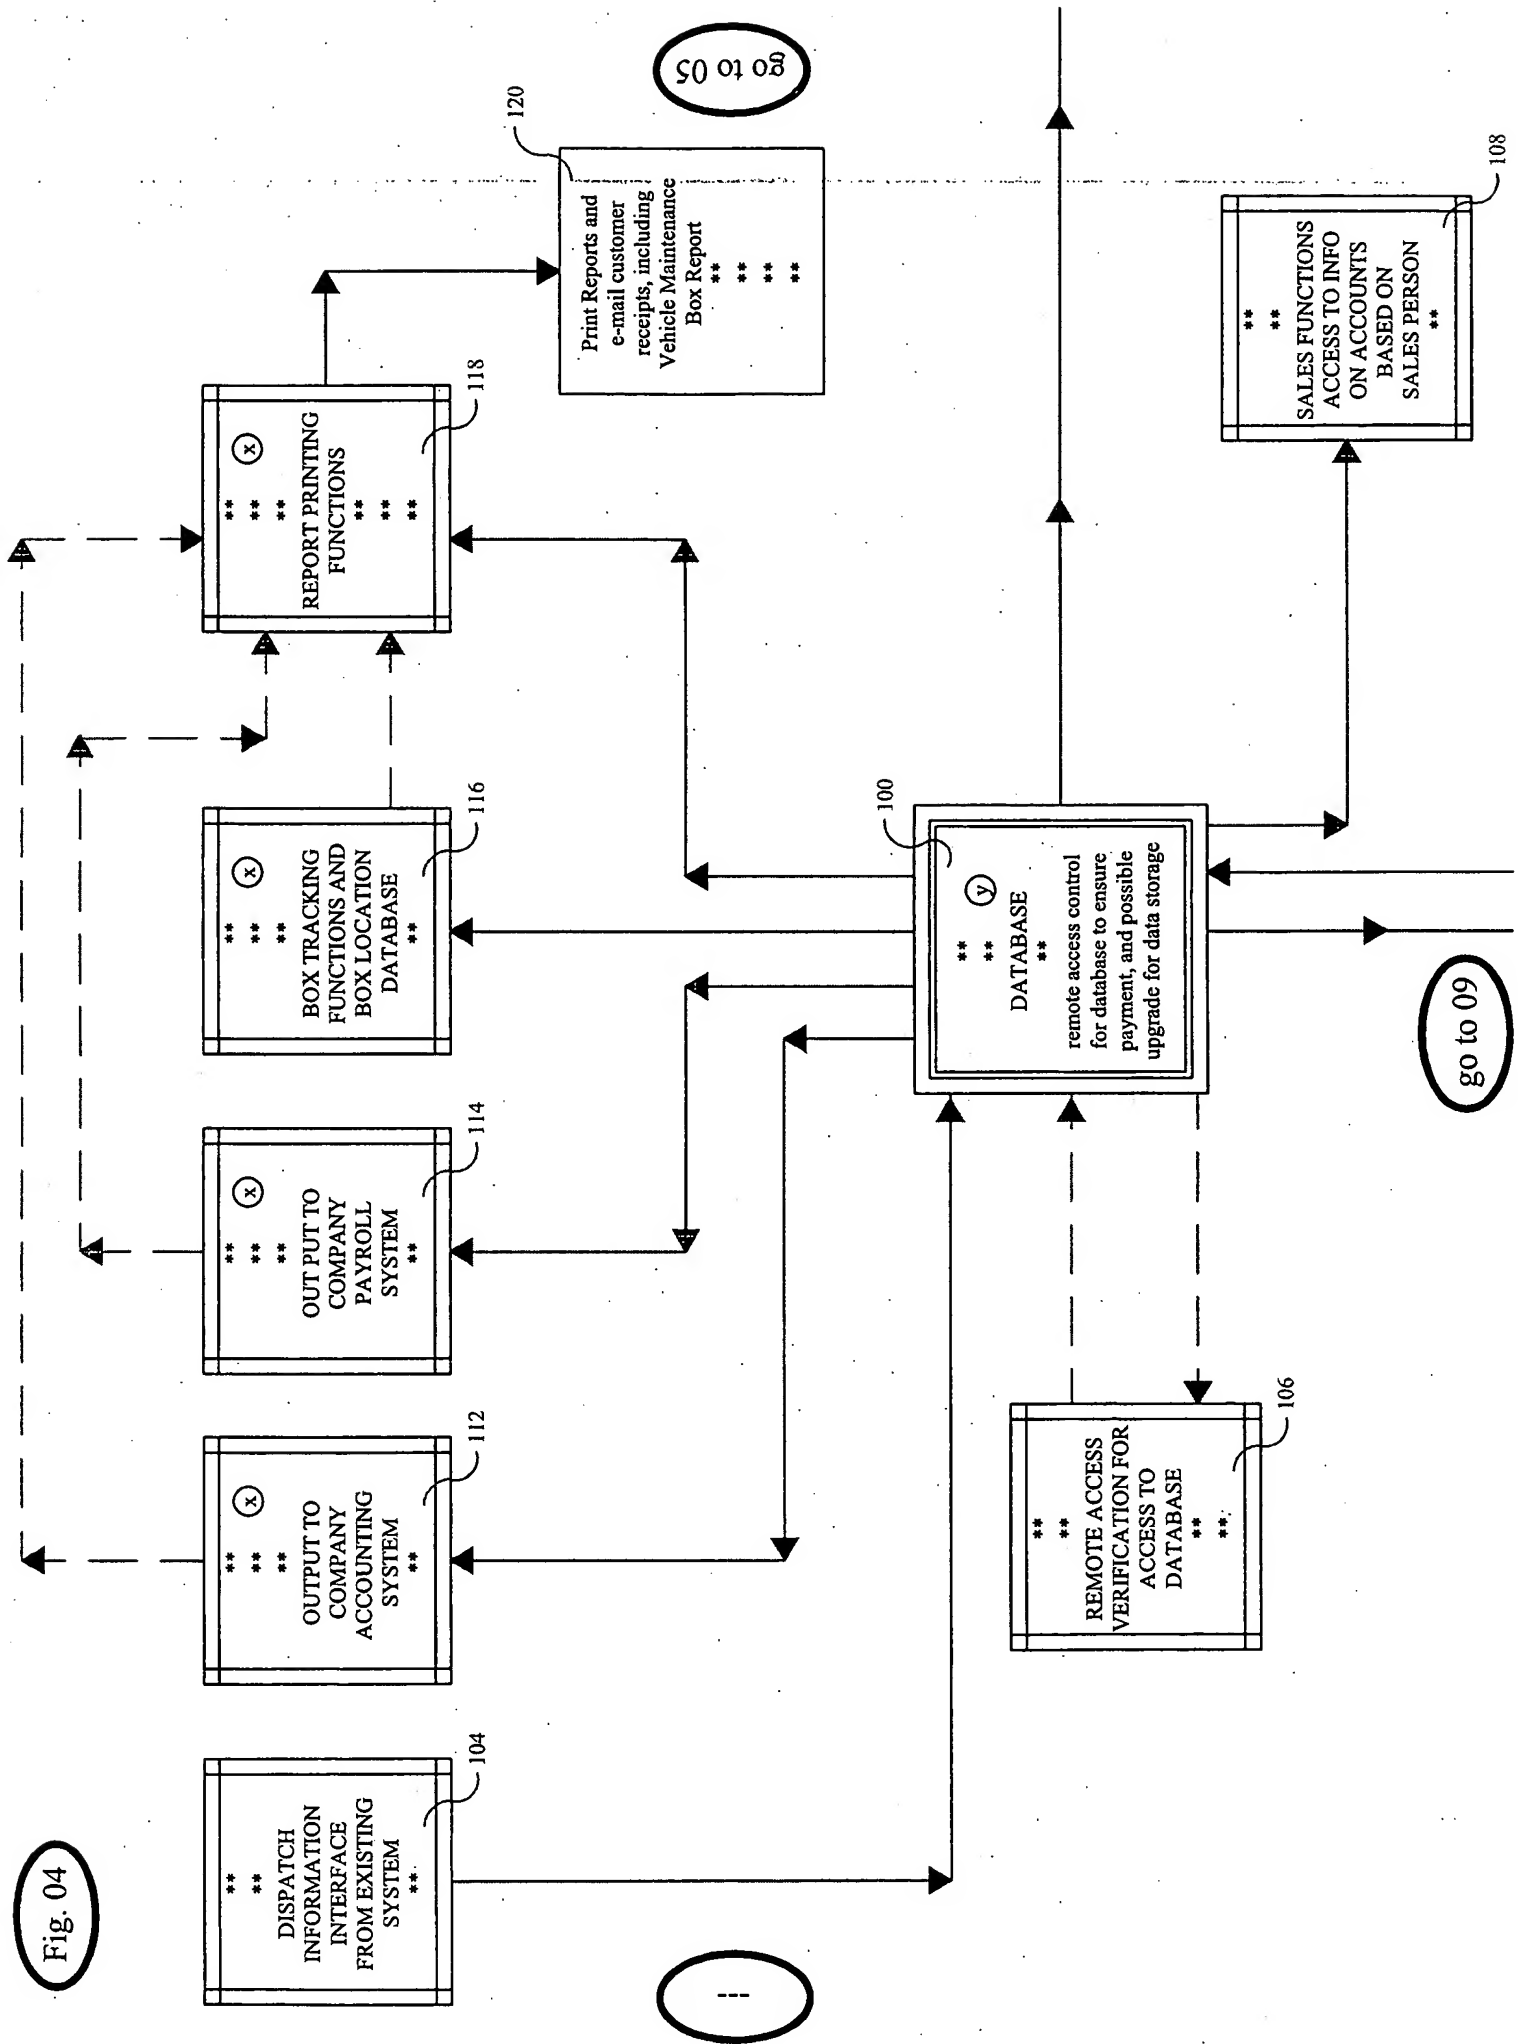 Fig. 04
**
**
DISPATCH
INFORMATION
INTERFACE
FROM EXISTING
SYSTEM
**
104
**
**
**
x
OUTPUT TO
COMPANY
ACCOUNTING
SYSTEM
**
112
**
**
**
x
OUTPUT TO
COMPANY
PAYROLL
SYSTEM
**
114
**
**
**
x
BOX TRACKING
FUNCTIONS AND
BOX LOCATION
DATABASE
**
116
**
**
**
x
REPORT PRINTING
FUNCTIONS
**
**
**
118
120
Print Reports and
e-mail customer
receipts, including
Vehicle Maintenance
Box Report
**
**
**
**
---
go to 05
100
**
**
y
DATABASE
**
remote access control
for database to ensure
payment, and possible
upgrade for data storage
**
**
REMOTE ACCESS
VERIFICATION FOR
ACCESS TO
DATABASE
**
**
106
**
**
SALES FUNCTIONS
ACCESS TO INFO
ON ACCOUNTS
BASED ON
SALES PERSON
**
108
go to 09